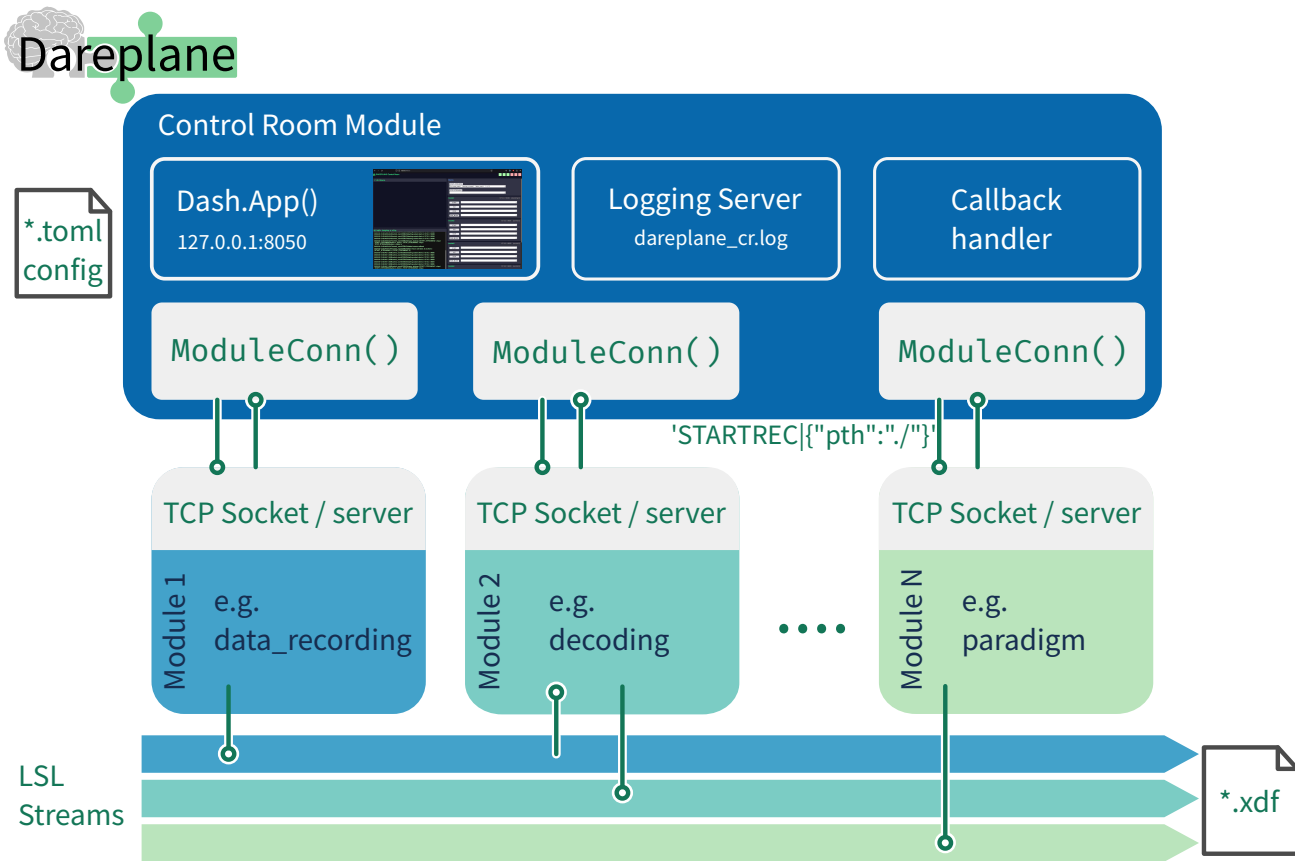 Dareplane
Control Room Module
Dash.App()
127.0.0.1:8050
Logging Server
dareplane_cr.log
Callback
handler
*.toml
config
ModuleConn()
ModuleConn()
ModuleConn()
'STARTREC|{"pth":"./"}'
TCP Socket / server
TCP Socket / server
TCP Socket / server
Module 1
e.g.
data_recording
Module 2
e.g.
decoding
....
Module N
e.g.
paradigm
LSL
Streams
*.xdf